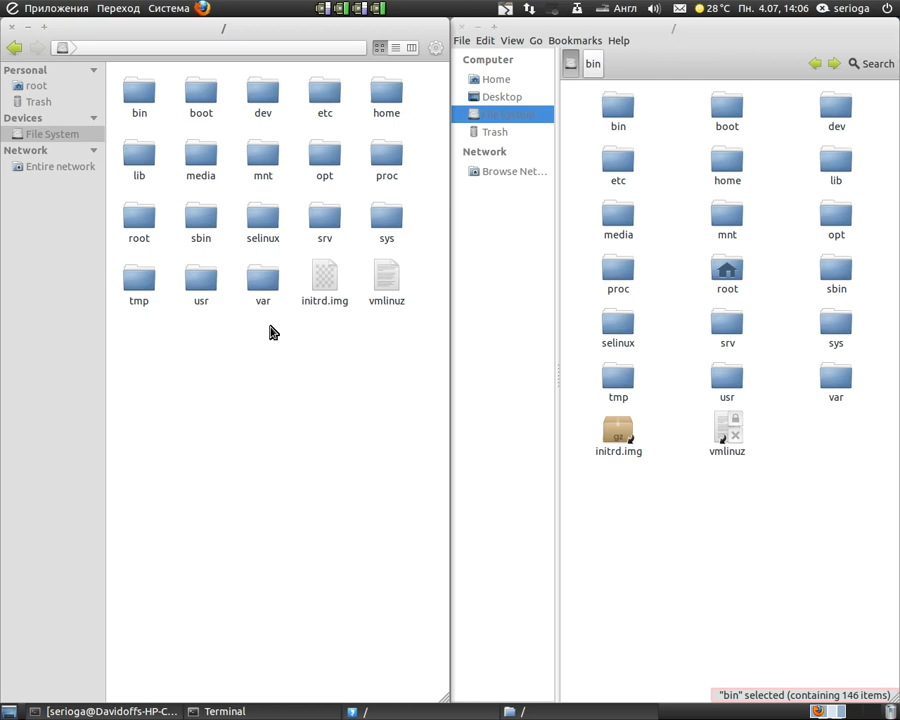 Приложения Переход Система Англ 28 °C Пн. 4.07, 14:06 serioga
/
Personal
root
Trash
Devices
File System
Network
Entire network
bin boot dev etc home
lib media mnt opt proc
root sbin selinux srv sys
tmp usr var initrd.img vmlinuz
/
File Edit View Go Bookmarks Help
bin Search
Computer
Home
Desktop
Trash
Network
Browse Net...
bin boot dev
etc home lib
media mnt opt
proc root sbin
selinux srv sys
tmp usr var
gz
initrd.img vmlinuz
"bin" selected (containing 146 items)
[serioga@Davidoffs-HP-C... Terminal / /